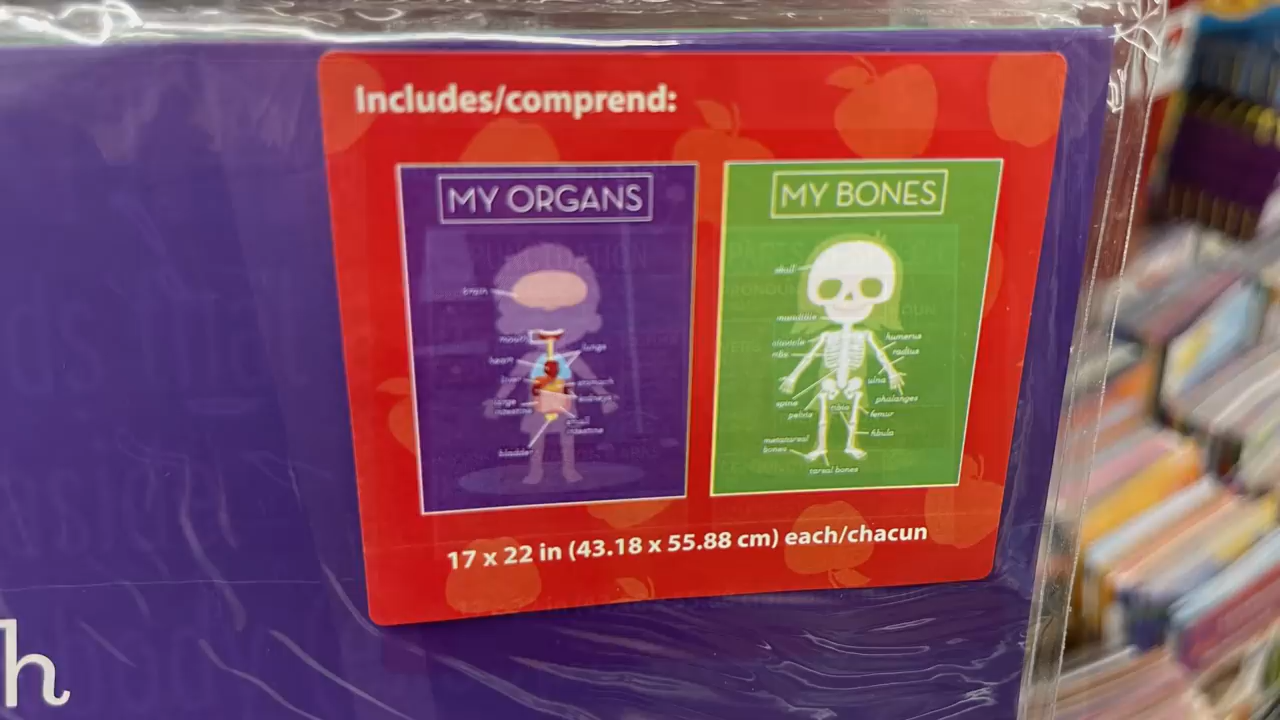 Includes/comprend:
MY ORGANS
brain
mouth
lungs
heart
liver
stomach
kidneys
large
intestine
small
intestine
bladder
MY BONES
skull
mandible
clavicle
ribs
humerus
radius
ulna
spine
phalanges
pelvis
tibia
femur
fibula
metatarsal
bones
tarsal bones
17 x 22 in (43.18 x 55.88 cm) each/chacun
h